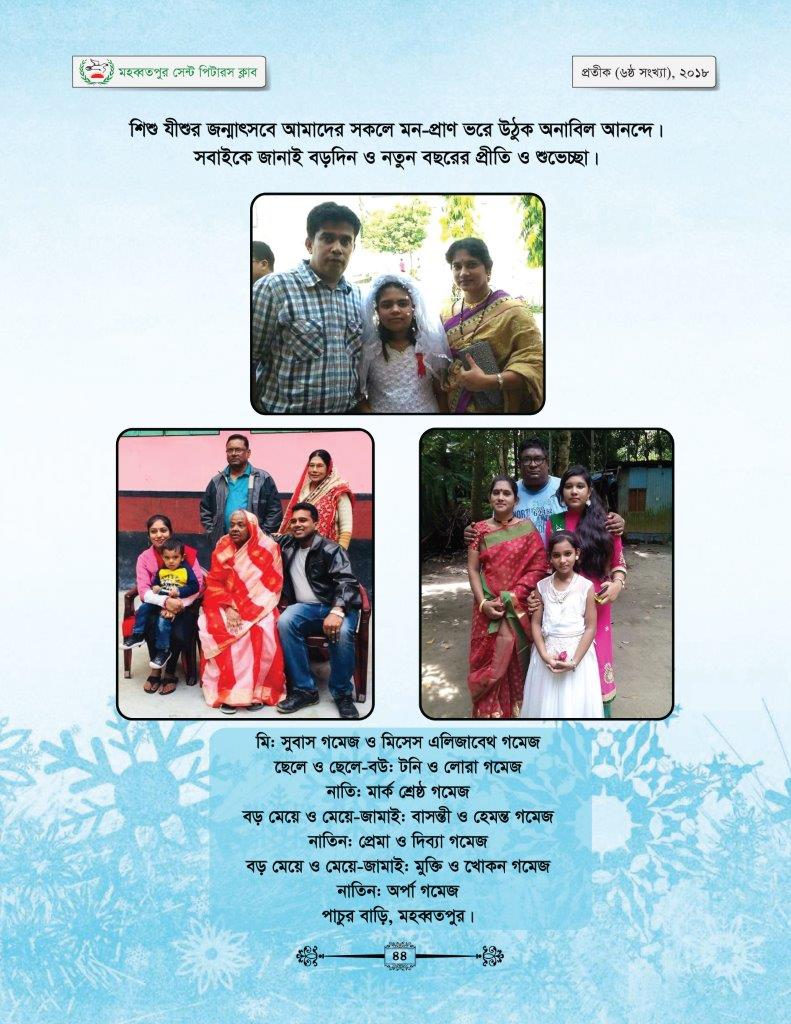 মহব্বতপুর সেন্ট পিটারস ক্লাব
প্রতীক (৬ষ্ঠ সংখ্যা), ২০১৮
শিশু যীশুর জন্মোৎসবে আমাদের সকলে মন-প্রাণ ভরে উঠুক অনাবিল আনন্দে।
সবাইকে জানাই বড়দিন ও নতুন বছরের প্রীতি ও শুভেচ্ছা।
মি: সুবাস গমেজ ও মিসেস এলিজাবেথ গমেজ
ছেলে ও ছেলে-বউ: টনি ও লোরা গমেজ
নাতি: মার্ক শ্রেষ্ঠ গমেজ
বড় মেয়ে ও মেয়ে-জামাই: বাসন্তী ও হেমন্ত গমেজ
নাতিন: প্রেমা ও দিব্যা গমেজ
বড় মেয়ে ও মেয়ে-জামাই: মুক্তি ও খোকন গমেজ
নাতিন: অর্পা গমেজ
পাচুর বাড়ি, মহব্বতপুর।
৪৪